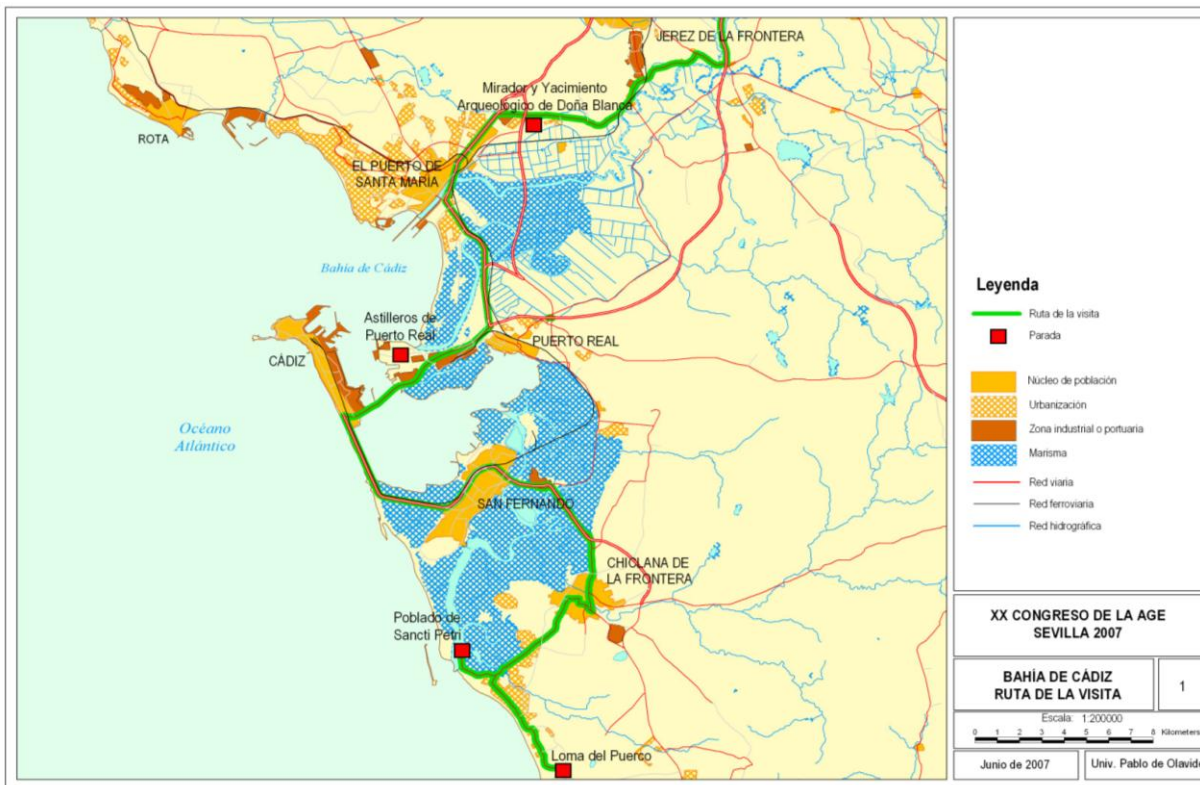 JEREZ DE LA FRONTERA
Mirador y Yacimiento
Arqueológico de Doña Blanca
ROTA
EL PUERTO DE
SANTA MARÍA
Bahía de Cádiz
Astilleros de
Puerto Real
PUERTO REAL
CÁDIZ
Océano
Atlántico
SAN FERNANDO
CHICLANA DE
LA FRONTERA
Poblado de
Sancti Petri
Loma del Puerco
Leyenda
Ruta de la visita
Parada
Núcleo de población
Urbanización
Zona industrial o portuaria
Marisma
Red viaria
Red ferroviaria
Red hidrográfica
XX CONGRESO DE LA AGE
SEVILLA 2007
BAHÍA DE CÁDIZ
RUTA DE LA VISITA
1
Escala: 1:200000
0 1 2 3 4 5 6 7 8 Kilometers
Junio de 2007
Univ. Pablo de Olavide